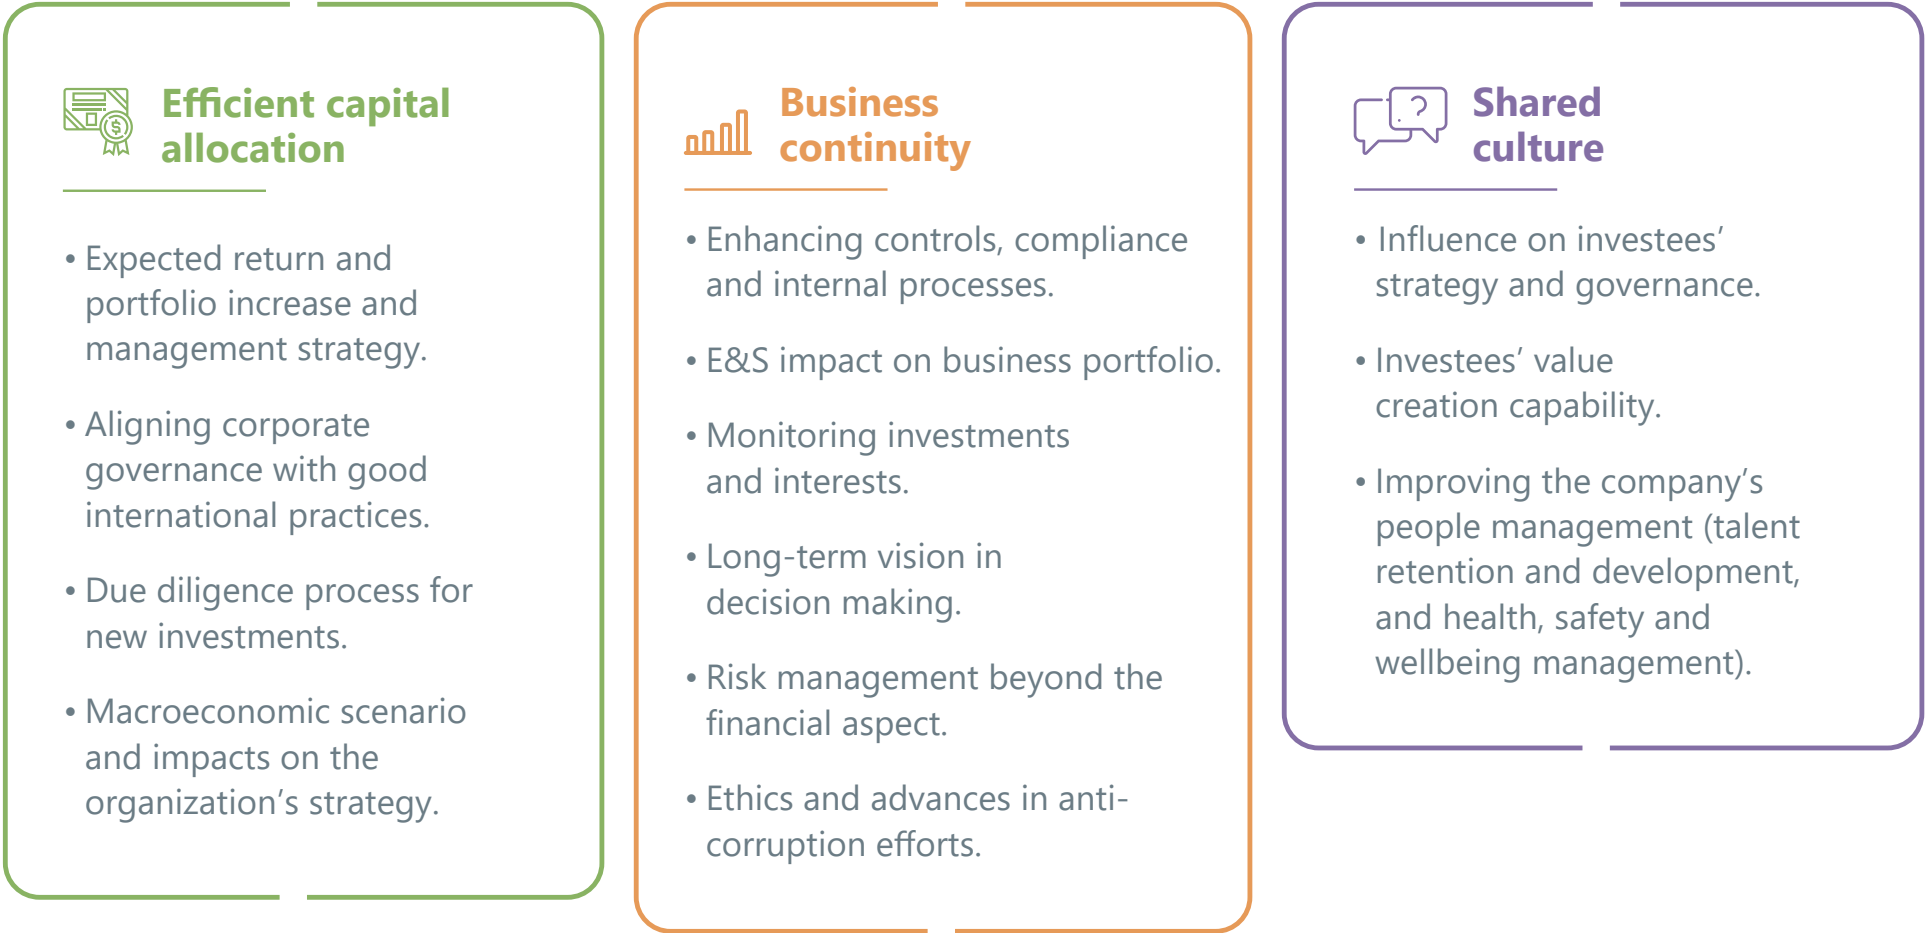 Efficient capital
allocation
• Expected return and
portfolio increase and
management strategy.
• Aligning corporate
governance with good
international practices.
• Due diligence process for
new investments.
• Macroeconomic scenario
and impacts on the
organization’s strategy.
Business
continuity
• Enhancing controls, compliance
and internal processes.
• E&S impact on business portfolio.
• Monitoring investments
and interests.
• Long-term vision in
decision making.
• Risk management beyond the
financial aspect.
• Ethics and advances in anti-
corruption efforts.
Shared
culture
• Influence on investees’
strategy and governance.
• Investees’ value
creation capability.
• Improving the company’s
people management (talent
retention and development,
and health, safety and
wellbeing management).